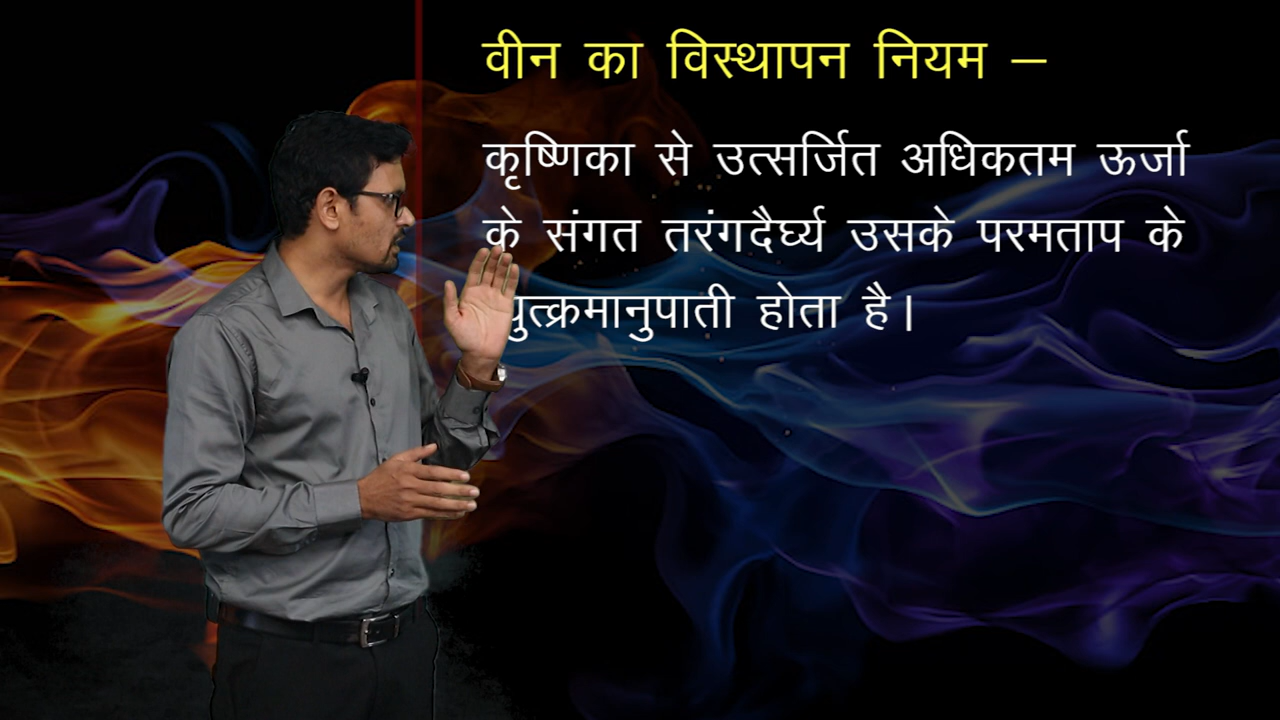 वीन का विस्थापन नियम –
कृष्णिका से उत्सर्जित अधिकतम ऊर्जा
के संगत तरंगदैर्घ्य उसके परमताप के
व्युत्क्रमानुपाती होता है।